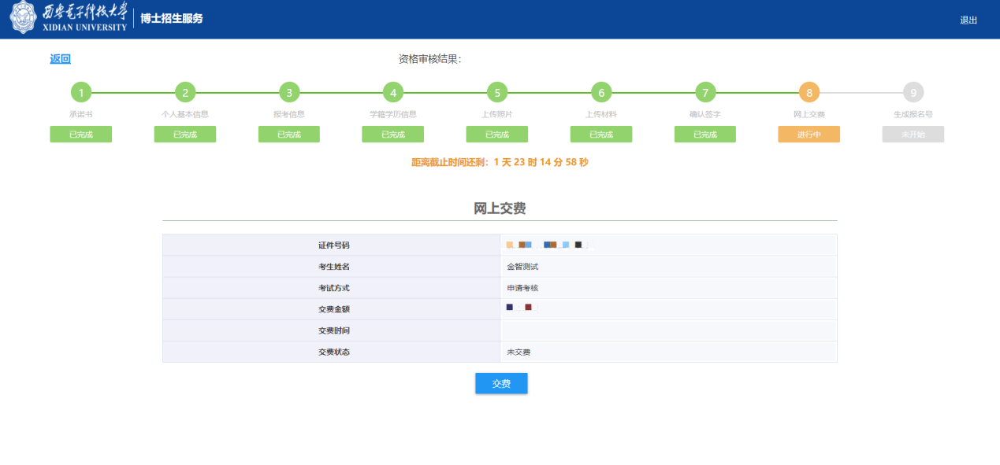 西安电子科技大学
XIDIAN UNIVERSITY
博士招生服务
退出
返回
资格审核结果:
1 2 3 4 5 6 7 8 9
承诺书 个人基本信息 报考信息 学籍学历信息 上传照片 上传材料 确认签字 网上交费 生成报名号
已完成 已完成 已完成 已完成 已完成 已完成 已完成 进行中 未开始
距离截止时间还剩: 1 天 23 时 14 分 58 秒
网上交费
证件号码
考生姓名 金智测试
考试方式 申请考核
交费金额
交费时间
交费状态 未交费
交费